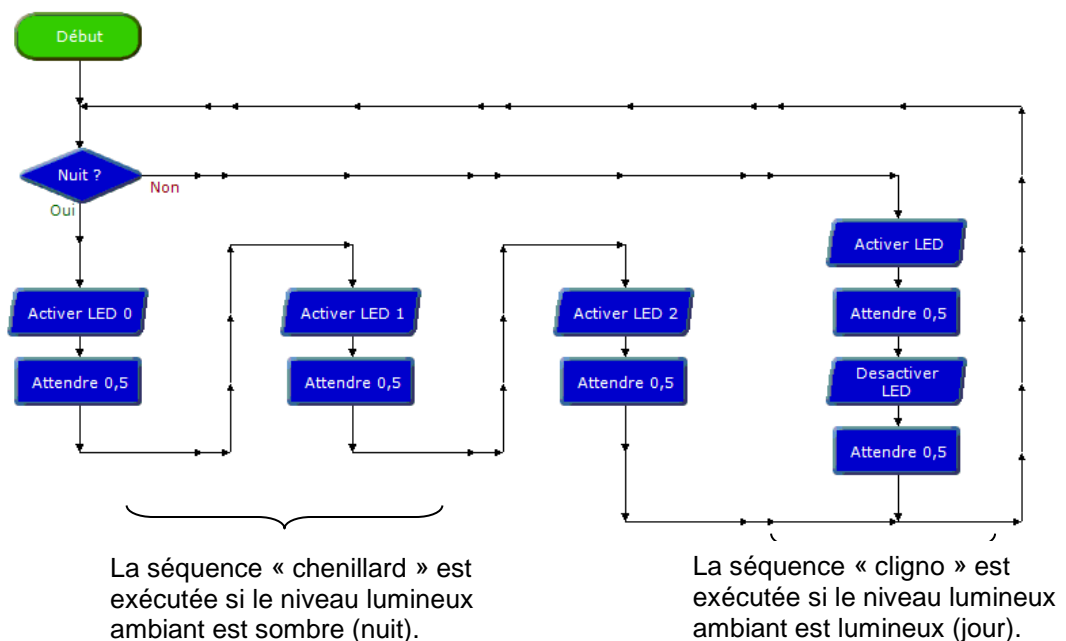 Début
Nuit ?
Non
Oui
Activer LED 0
Attendre 0,5
Activer LED 1
Attendre 0,5
Activer LED 2
Attendre 0,5
Activer LED
Attendre 0,5
Desactiver
LED
Attendre 0,5
La séquence « chenillard » est
exécutée si le niveau lumineux
ambiant est sombre (nuit).
La séquence « cligno » est
exécutée si le niveau lumineux
ambiant est lumineux (jour).